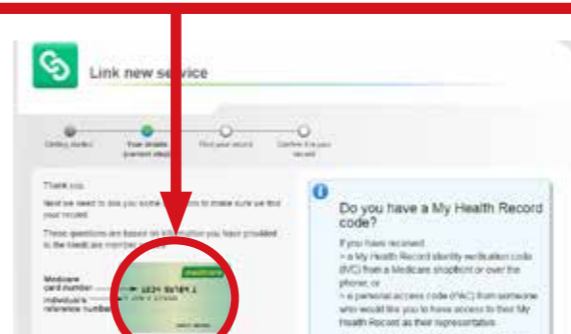 Link new service
Getting started
Your details
(current step)
Find your record
Confirm it is your
record
Thank you.
Next we need to ask you some to make sure we find
your record.
These questions are based on information you have provided
to the Medicare
Medicare
card number
Individual's
reference number
medicare
Do you have a My Health Record
code?
If you have received:
- a My Health Record identity verification code
(IVC) from a Medicare shopfront or over the
phone; or
- a personal access code (PAC) from someone
who would like you to have access to their My
Health Record as their representative